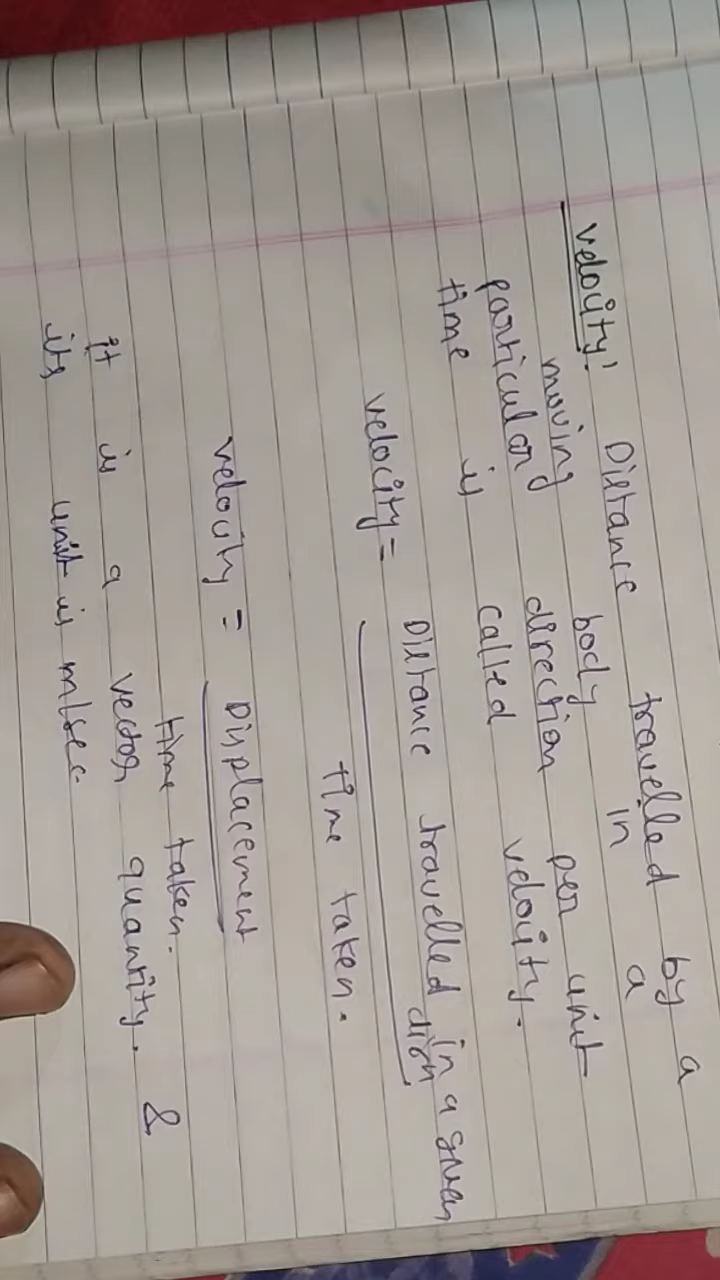 velocity: Distance travelled by a
moving body in a
particular direction per unit
time is called velocity.
velocity = Distance travelled in a given
dirn
time taken.
velocity = Displacement
time taken.
it is a vector quantity. &
its unit is m/sec.